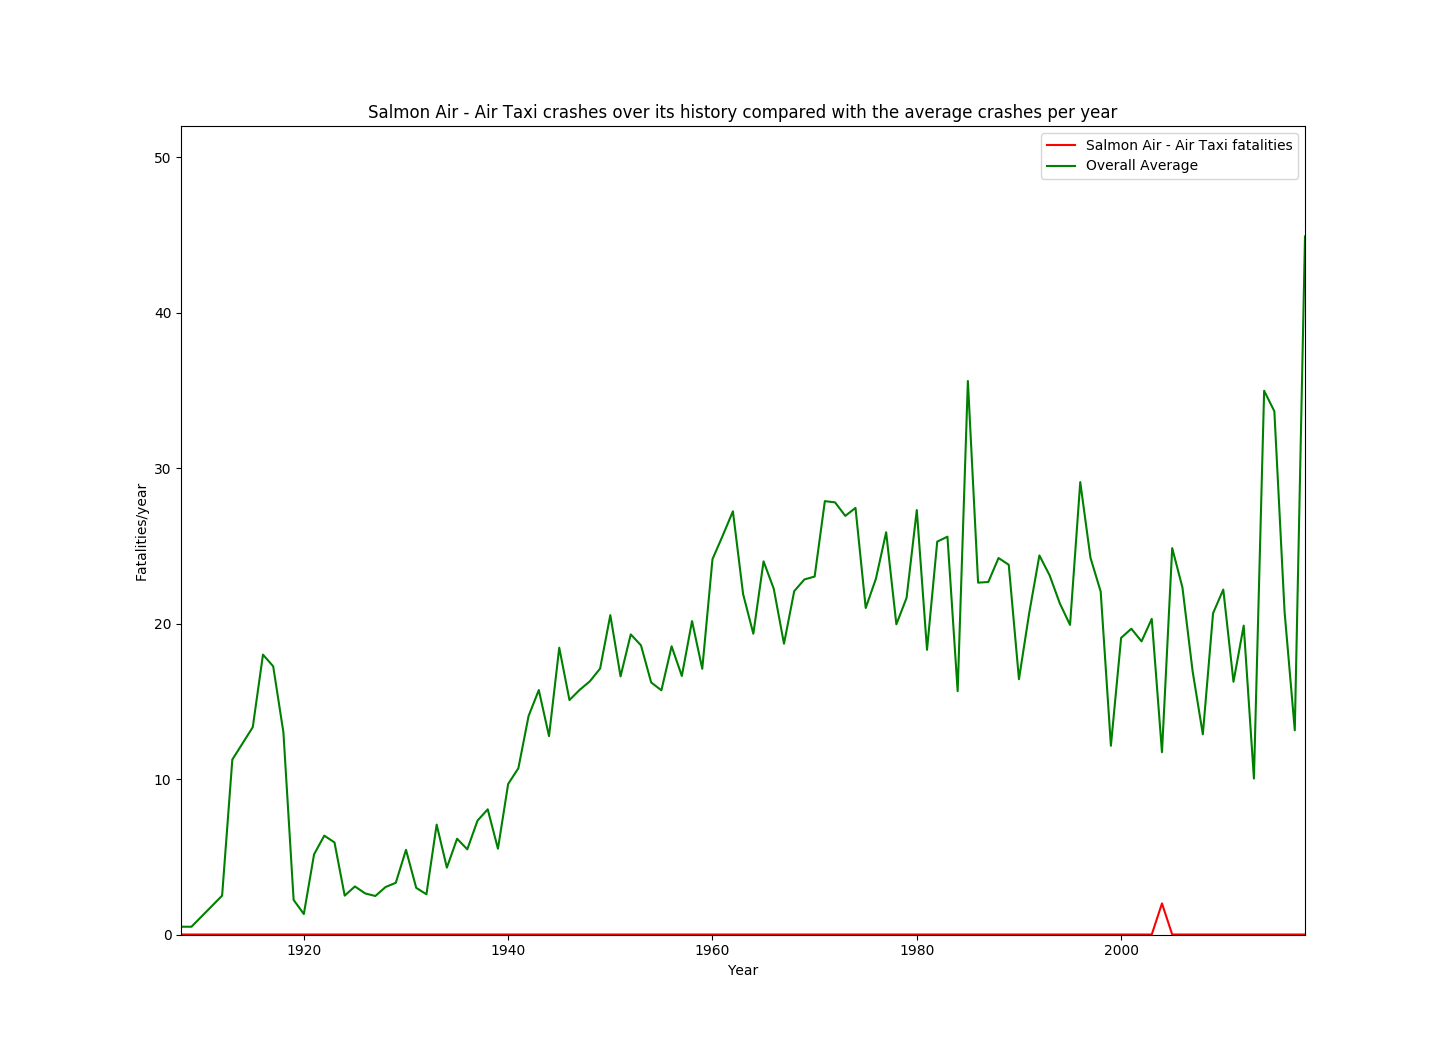 Salmon Air - Air Taxi crashes over its history compared with the average crashes per year
Salmon Air - Air Taxi fatalities
Overall Average
50
40
30
20
10
0
Fatalities/year
1920
1940
1960
1980
2000
Year